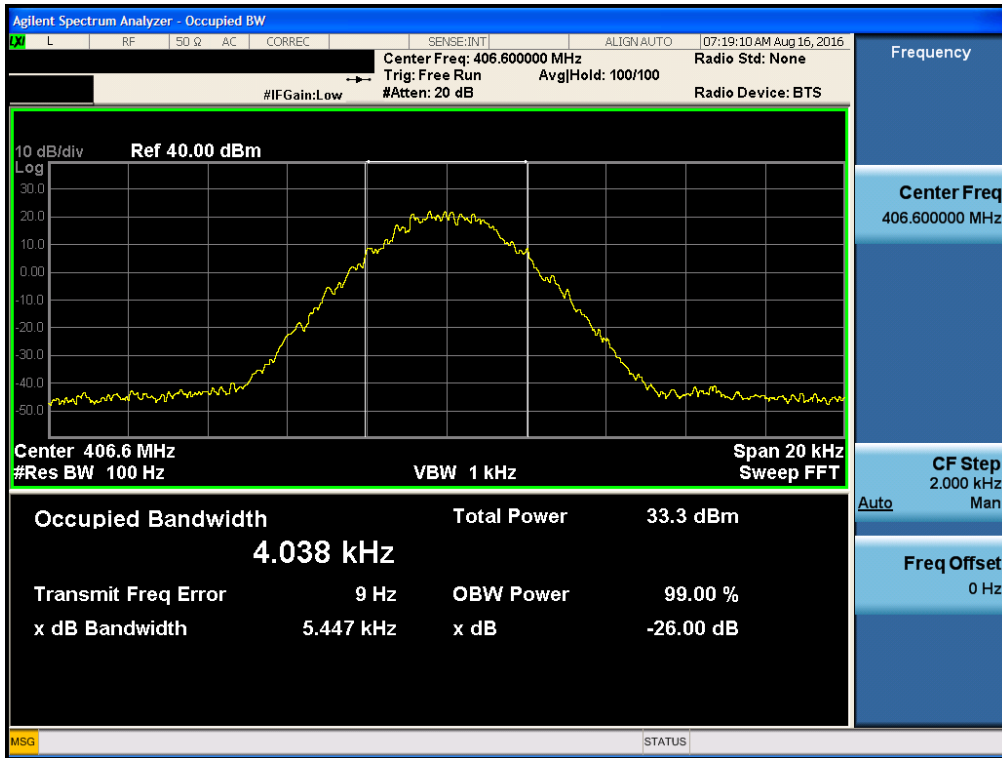 Agilent Spectrum Analyzer - Occupied BW
LXI L RF 50 Ω AC CORREC SENSE:INT ALIGN AUTO 07:19:10 AM Aug 16, 2016
Center Freq: 406.600000 MHz Radio Std: None
Trig: Free Run Avg|Hold: 100/100
#IFGain:Low #Atten: 20 dB Radio Device: BTS
10 dB/div Ref 40.00 dBm
Log
30.0
20.0
10.0
0.00
-10.0
-20.0
-30.0
-40.0
-50.0
Center 406.6 MHz Span 20 kHz
#Res BW 100 Hz VBW 1 kHz Sweep FFT
Occupied Bandwidth Total Power 33.3 dBm
4.038 kHz
Transmit Freq Error 9 Hz OBW Power 99.00 %
x dB Bandwidth 5.447 kHz x dB -26.00 dB
MSG STATUS
Frequency
Center Freq
406.600000 MHz
CF Step
2.000 kHz
Auto Man
Freq Offset
0 Hz